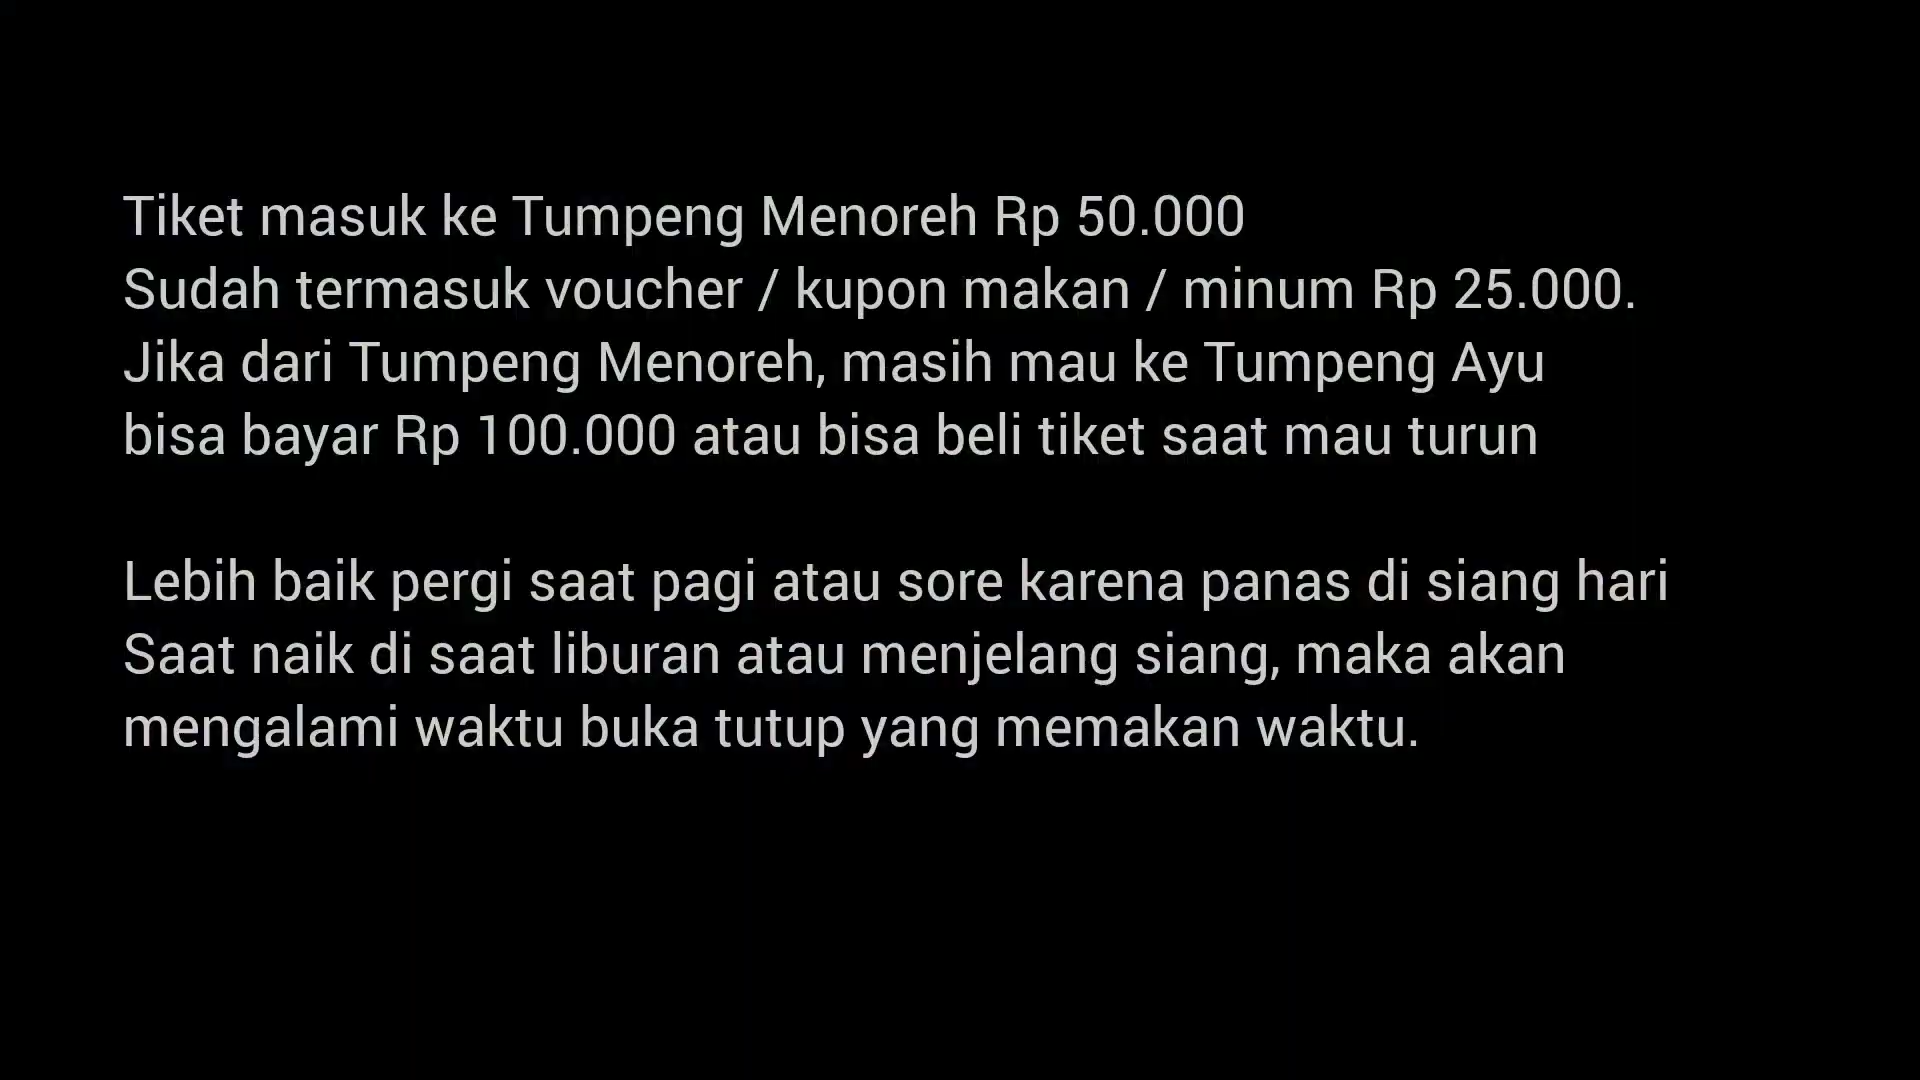 Tiket masuk ke Tumpeng Menoreh Rp 50.000
Sudah termasuk voucher / kupon makan / minum Rp 25.000.
Jika dari Tumpeng Menoreh, masih mau ke Tumpeng Ayu
bisa bayar Rp 100.000 atau bisa beli tiket saat mau turun
Lebih baik pergi saat pagi atau sore karena panas di siang hari
Saat naik di saat liburan atau menjelang siang, maka akan
mengalami waktu buka tutup yang memakan waktu.